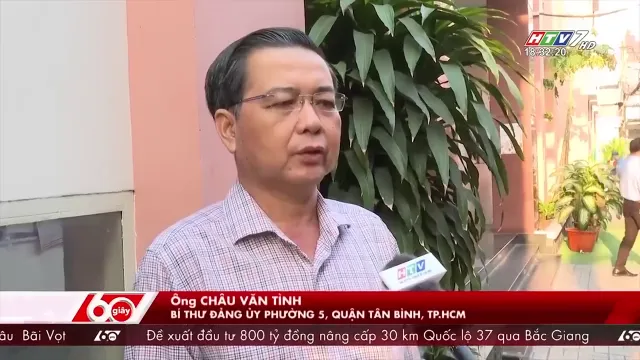 HTV7 HD
18:32:20
HTV
60 giây
Ông CHÂU VĂN TÌNH
BÍ THƯ ĐẢNG ỦY PHƯỜNG 5, QUẬN TÂN BÌNH, TP.HCM
âu Bãi Vọt Đề xuất đầu tư 800 tỷ đồng nâng cấp 30 km Quốc lộ 37 qua Bắc Giang